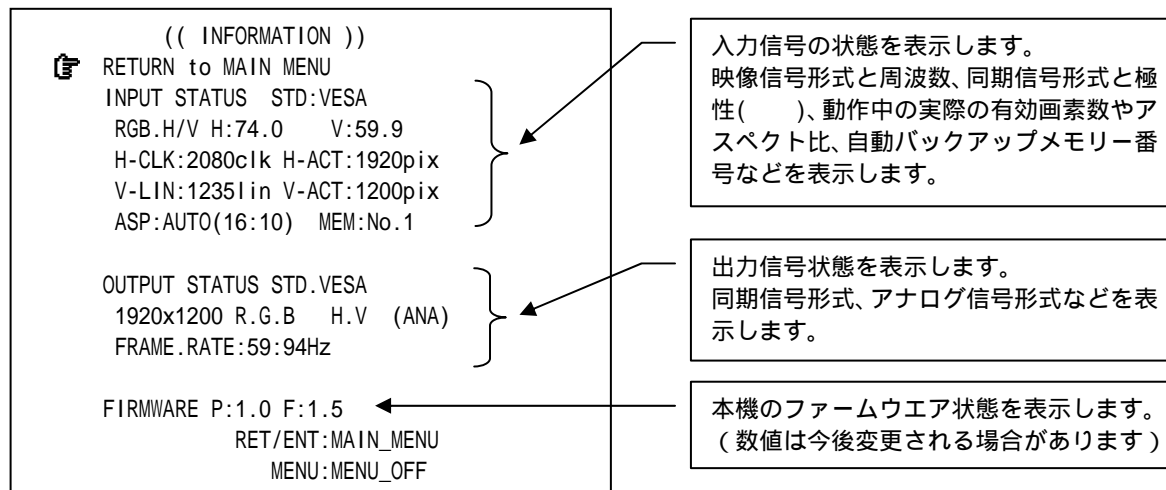 (( INFORMATION ))
RETURN to MAIN MENU
INPUT STATUS STD:VESA
RGB.H/V H:74.0 V:59.9
H-CLK:2080clk H-ACT:1920pix
V-LIN:1235lin V-ACT:1200pix
ASP:AUTO(16:10) MEM:No.1
OUTPUT STATUS STD.VESA
1920x1200 R.G.B H.V (ANA)
FRAME.RATE:59:94Hz
FIRMWARE P:1.0 F:1.5
RET/ENT:MAIN_MENU
MENU:MENU_OFF
入力信号の状態を表示します。
映像信号形式と周波数、同期信号形式と極
性(　　)、動作中の実際の有効画素数やア
スペクト比、自動バックアップメモリー番
号などを表示します。
出力信号状態を表示します。
同期信号形式、アナログ信号形式などを表
示します。
本機のファームウエア状態を表示します。
（数値は今後変更される場合があります）